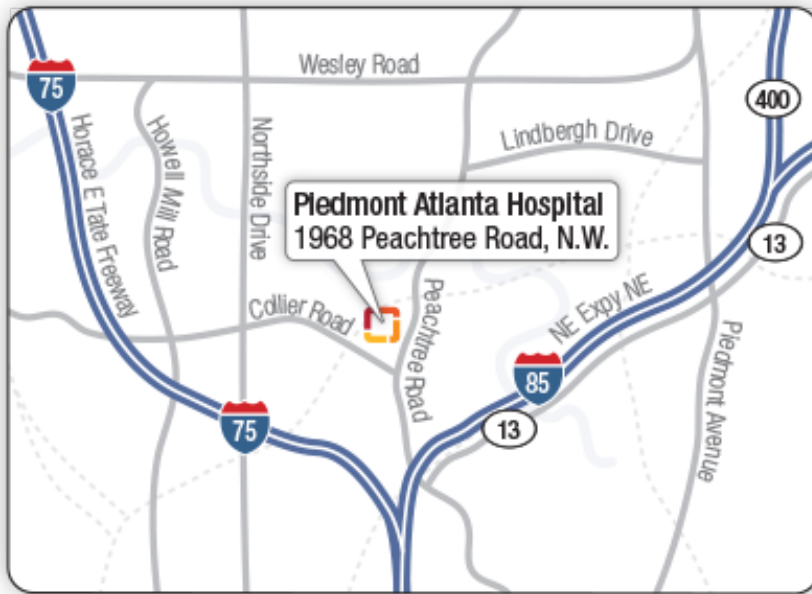 Wesley Road
75
400
Lindbergh Drive
Horace E Tate Freeway
Howell Mill Road
Northside Drive
Piedmont Atlanta Hospital
1968 Peachtree Road, N.W.
13
Collier Road
Peachtree Road
NE Expy NE
Piedmont Avenue
85
75
13